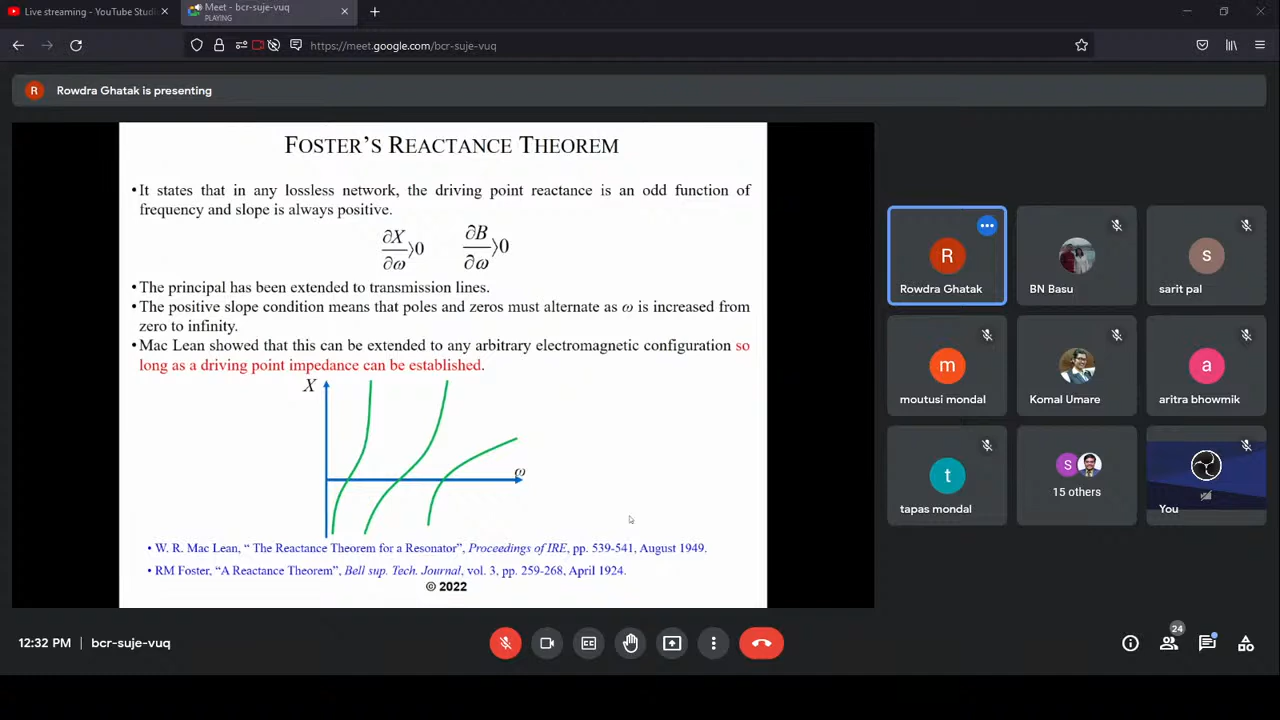 Live streaming - YouTube Studi
Meet - bcr-suje-vuq
PLAYING
https://meet.google.com/bcr-suje-vuq
R
Rowdra Ghatak is presenting
FOSTER'S REACTANCE THEOREM
•It states that in any lossless network, the driving point reactance is an odd function of
frequency and slope is always positive.
∂X/∂ω⟩0 ∂B/∂ω⟩0
•The principal has been extended to transmission lines.
•The positive slope condition means that poles and zeros must alternate as ω is increased from
zero to infinity.
•Mac Lean showed that this can be extended to any arbitrary electromagnetic configuration so
long as a driving point impedance can be established.
X
ω
• W. R. Mac Lean, “ The Reactance Theorem for a Resonator”, Proceedings of IRE, pp. 539-541, August 1949.
• RM Foster, “A Reactance Theorem”, Bell sup. Tech. Journal, vol. 3, pp. 259-268, April 1924.
© 2022
R
Rowdra Ghatak
BN Basu
s
sarit pal
m
moutusi mondal
Komal Umare
a
aritra bhowmik
t
tapas mondal
S
15 others
You
12:32 PM
bcr-suje-vuq
CC
24